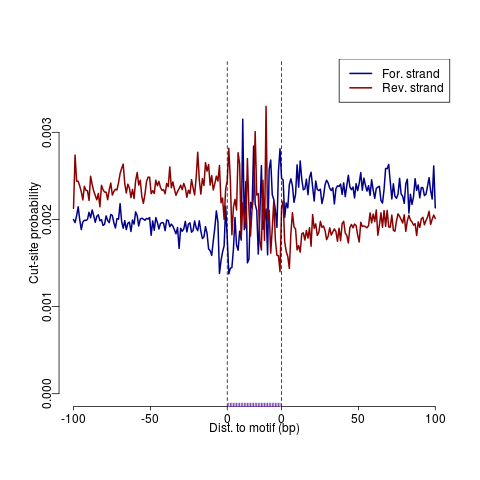 For. strand
Rev. strand
0.003
0.002
0.001
0.000
Cut-site probability
-100 -50 0 0 50 100
Dist. to motif (bp)